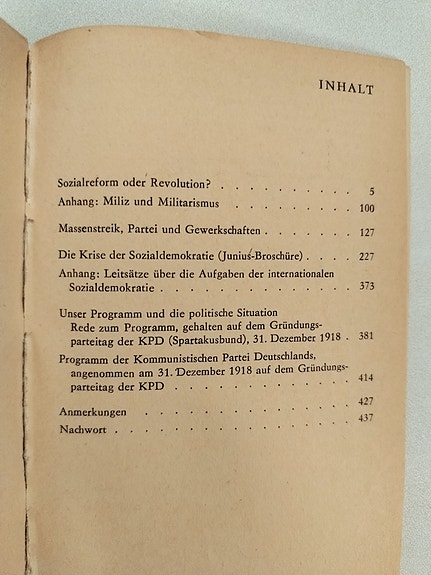 INHALT
Sozialreform oder Revolution? . . . . . . . . . 5
Anhang: Miliz und Militarismus . . . . . . . . 100
Massenstreik, Partei und Gewerkschaften . . . . . . 127
Die Krise der Sozialdemokratie (Junius-Broschüre) . . . . 227
Anhang: Leitsätze über die Aufgaben der internationalen
Sozialdemokratie . . . . . . . . . . . . 373
Unser Programm und die politische Situation
Rede zum Programm, gehalten auf dem Gründungs-
parteitag der KPD (Spartakusbund), 31. Dezember 1918 . 381
Programm der Kommunistischen Partei Deutschlands,
angenommen am 31. Dezember 1918 auf dem Gründungs-
parteitag der KPD . . . . . . . . . . . 414
Anmerkungen . . . . . . . . . . . . 427
Nachwort . . . . . . . . . . . . . . 437